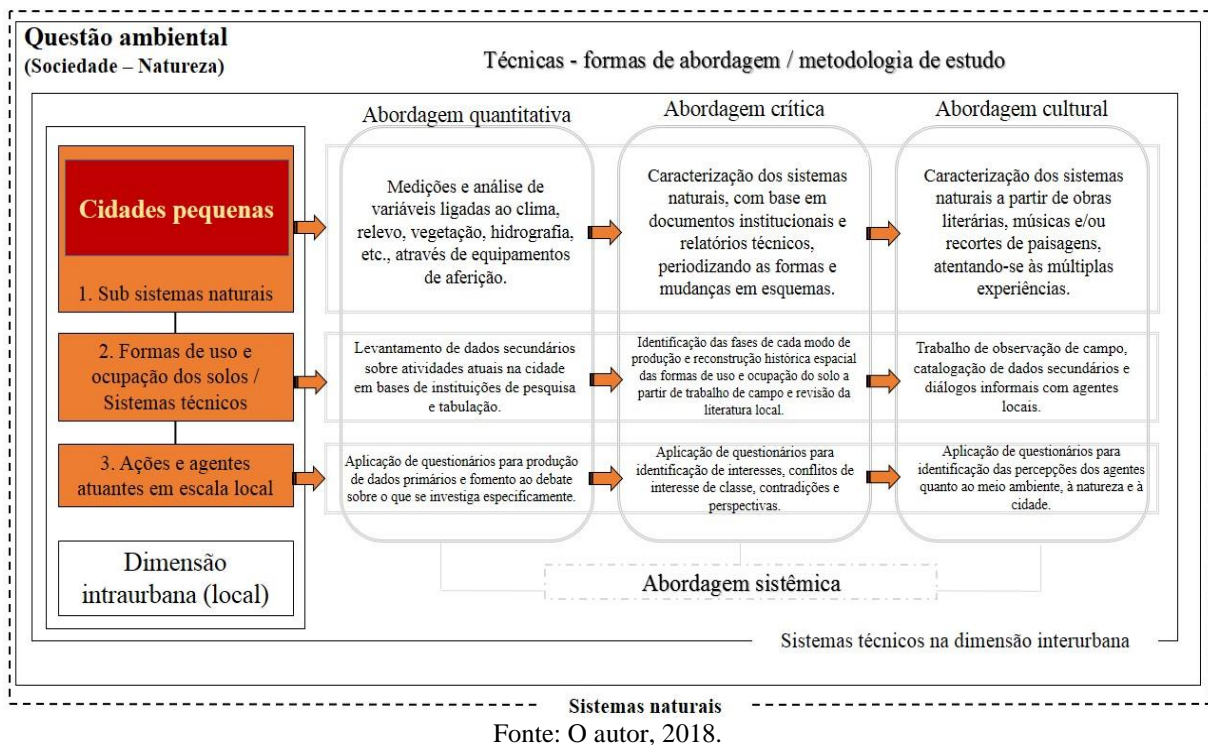 Questão ambiental
(Sociedade – Natureza)
Técnicas - formas de abordagem / metodologia de estudo
Abordagem quantitativa
Abordagem crítica
Abordagem cultural
Cidades pequenas
1. Sub sistemas naturais
Medições e análise de
variáveis ligadas ao clima,
relevo, vegetação, hidrografia,
etc., através de equipamentos
de aferição.
Caracterização dos sistemas
naturais, com base em
documentos institucionais e
relatórios técnicos,
periodizando as formas e
mudanças em esquemas.
Caracterização dos sistemas
naturais a partir de obras
literárias, músicas e/ou
recortes de paisagens,
atentando-se às múltiplas
experiências.
2. Formas de uso e
ocupação dos solos /
Sistemas técnicos
Levantamento de dados secundários
sobre atividades atuais na cidade
em bases de instituições de pesquisa
e tabulação.
Identificação das fases de cada modo de
produção e reconstrução histórica espacial
das formas de uso e ocupação do solo a
partir de trabalho de campo e revisão da
literatura local.
Trabalho de observação de campo,
catalogação de dados secundários e
diálogos informais com agentes
locais.
3. Ações e agentes
atuantes em escala local
Aplicação de questionários para produção
de dados primários e fomento ao debate
sobre o que se investiga especificamente.
Aplicação de questionários para
identificação de interesses, conflitos de
interesse de classe, contradições e
perspectivas.
Aplicação de questionários para
identificação das percepções dos agentes
quanto ao meio ambiente, à natureza e à
cidade.
Dimensão
intraurbana (local)
Abordagem sistêmica
Sistemas técnicos na dimensão interurbana
Sistemas naturais
Fonte: O autor, 2018.